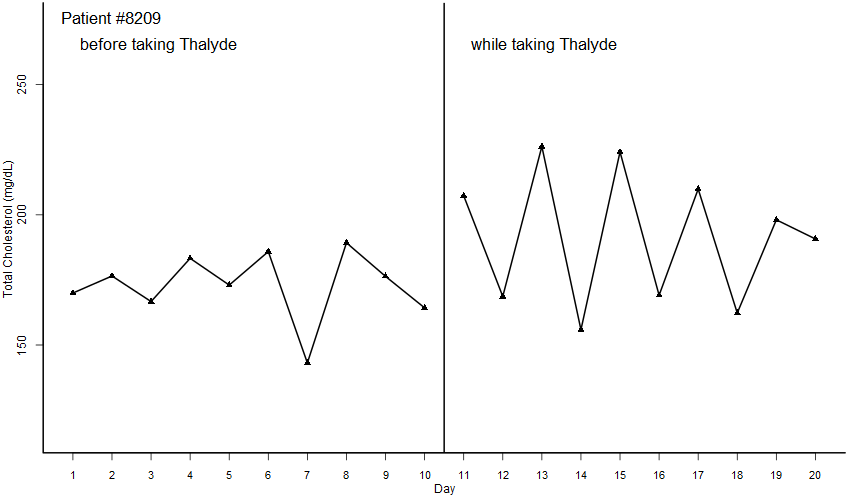 Patient #8209
before taking Thalyde
while taking Thalyde
Total Cholesterol (mg/dL)
250
200
150
1 2 3 4 5 6 7 8 9 10 11 12 13 14 15 16 17 18 19 20
Day